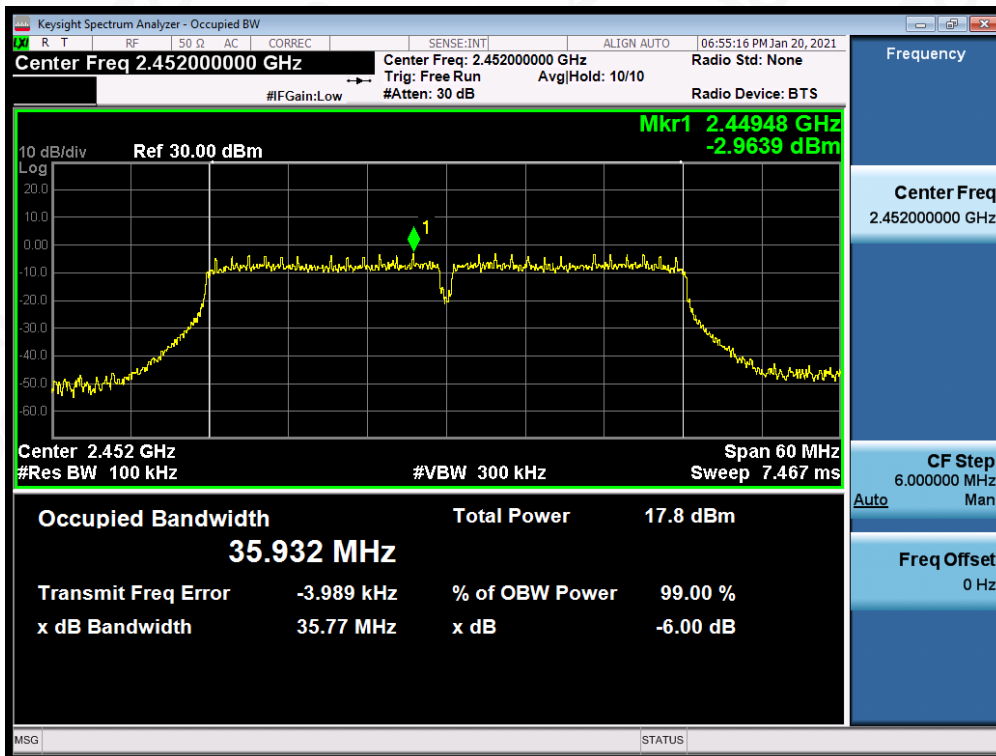 Keysight Spectrum Analyzer - Occupied BW
LXI R T RF 50 Ω AC CORREC SENSE:INT ALIGN AUTO 06:55:16 PM Jan 20, 2021
Center Freq 2.452000000 GHz
Center Freq: 2.452000000 GHz
Radio Std: None
Trig: Free Run Avg|Hold: 10/10
#IFGain:Low
#Atten: 30 dB
Radio Device: BTS
Mkr1 2.44948 GHz
-2.9639 dBm
10 dB/div Ref 30.00 dBm
Log
20.0
10.0
0.00
-10.0
-20.0
-30.0
-40.0
-50.0
-60.0
1
Center 2.452 GHz Span 60 MHz
#Res BW 100 kHz #VBW 300 kHz Sweep 7.467 ms
Occupied Bandwidth Total Power 17.8 dBm
35.932 MHz
Transmit Freq Error -3.989 kHz % of OBW Power 99.00 %
x dB Bandwidth 35.77 MHz x dB -6.00 dB
Frequency
Center Freq
2.452000000 GHz
CF Step
6.000000 MHz
Auto Man
Freq Offset
0 Hz
MSG STATUS